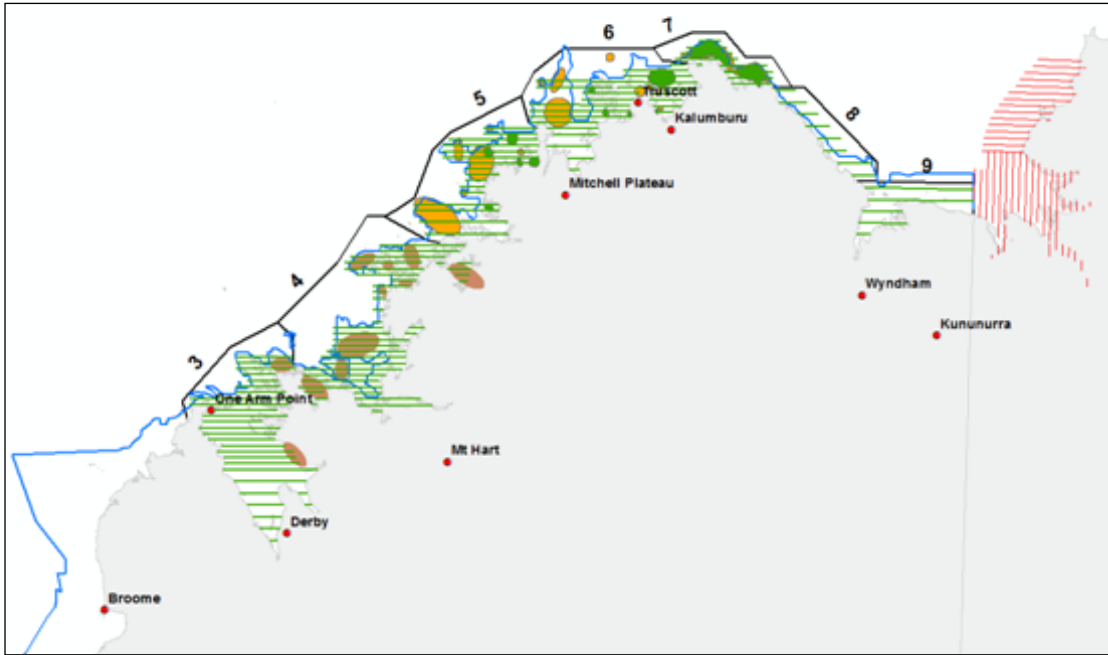 6
7
5
Truscott
Kalumburu
8
9
Mitchell Plateau
4
Wyndham
Kununurra
3
One Arm Point
Mt Hart
Derby
Broome